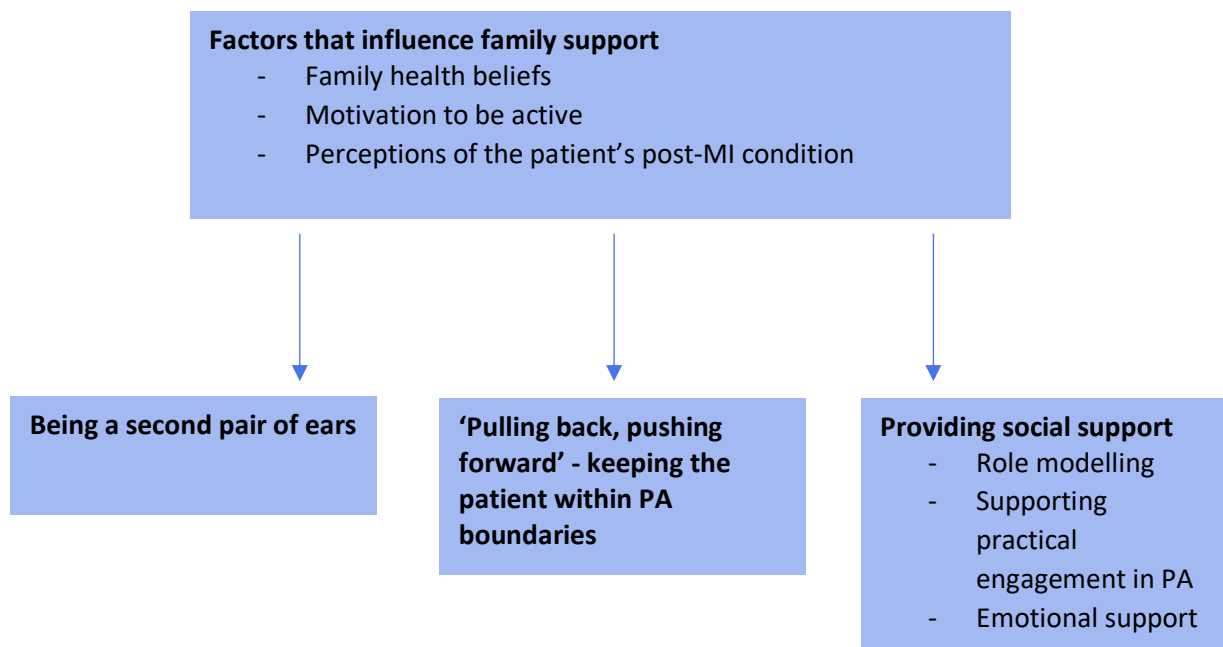 Factors that influence family support
- Family health beliefs
- Motivation to be active
- Perceptions of the patient’s post-MI condition
Being a second pair of ears
‘Pulling back, pushing
forward’ - keeping the
patient within PA
boundaries
Providing social support
- Role modelling
- Supporting
practical
engagement in PA
- Emotional support